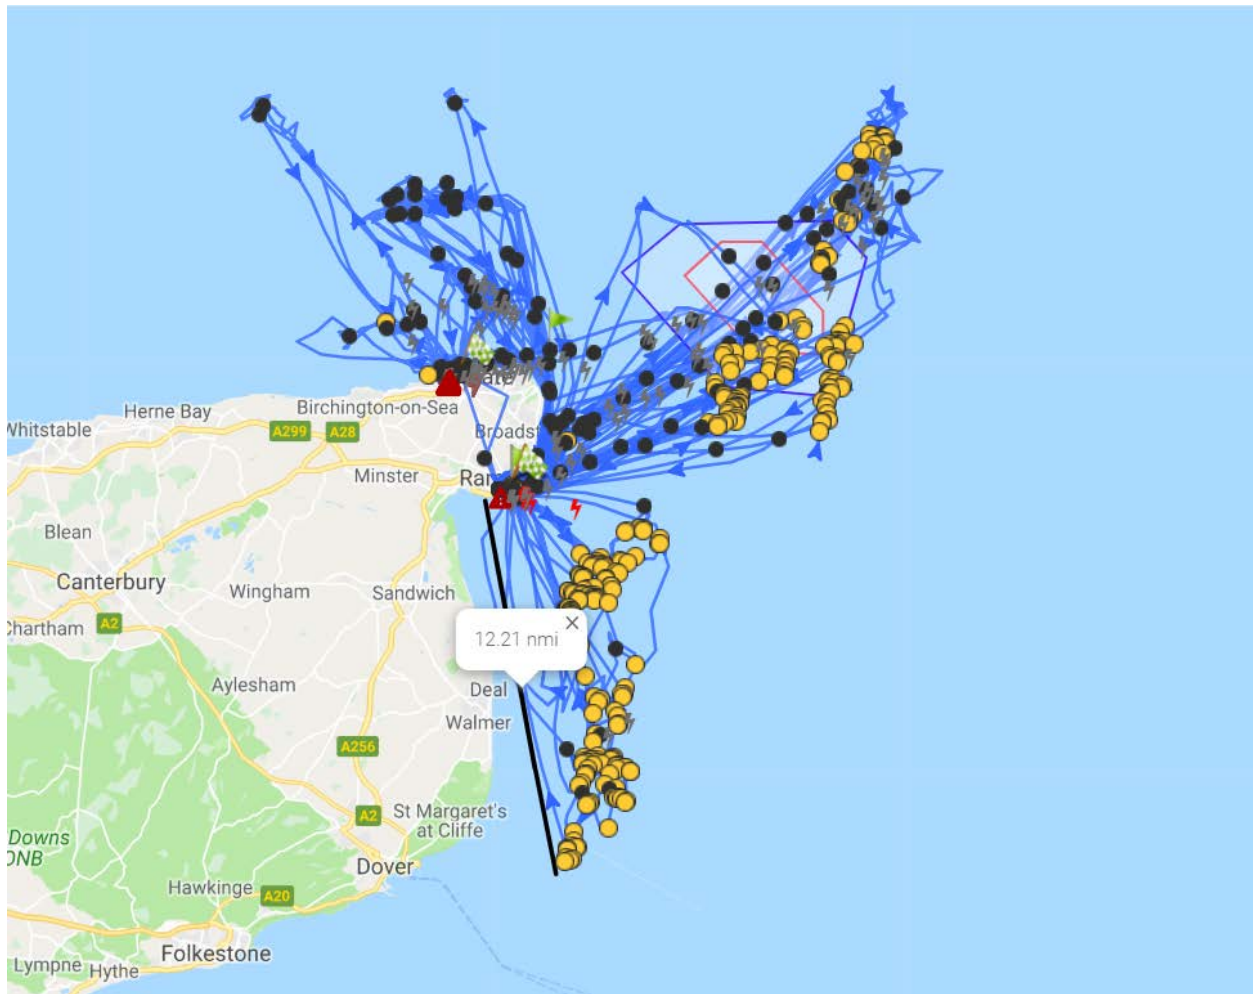 ate
Birchington-on-Sea
Herne Bay
A299
A28
Whitstable
Broadst
Minster
Ra
Blean
Canterbury
Wingham
Sandwich
Chartham
A2
12.21 nmi
Aylesham
Deal
Walmer
A256
A2
St Margaret's
at Cliffe
Downs
ONB
Dover
Hawkinge
A20
Folkestone
Lympne
Hythe